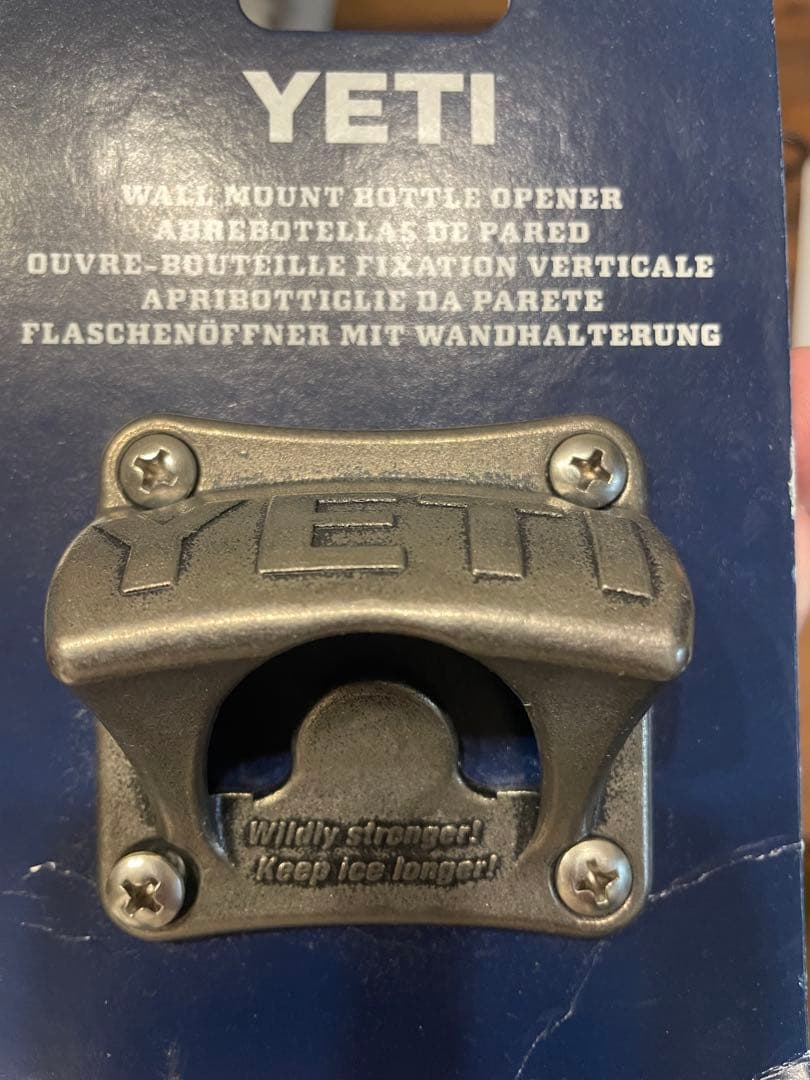 YETI
WALL MOUNT BOTTLE OPENER
ABREBOTELLAS DE PARED
OUVRE-BOUTEILLE FIXATION VERTICALE
APRIBOTTIGLIE DA PARETE
FLASCHENÖFFNER MIT WANDHALTERUNG
YETI
Wildly stronger!
Keep ice longer!